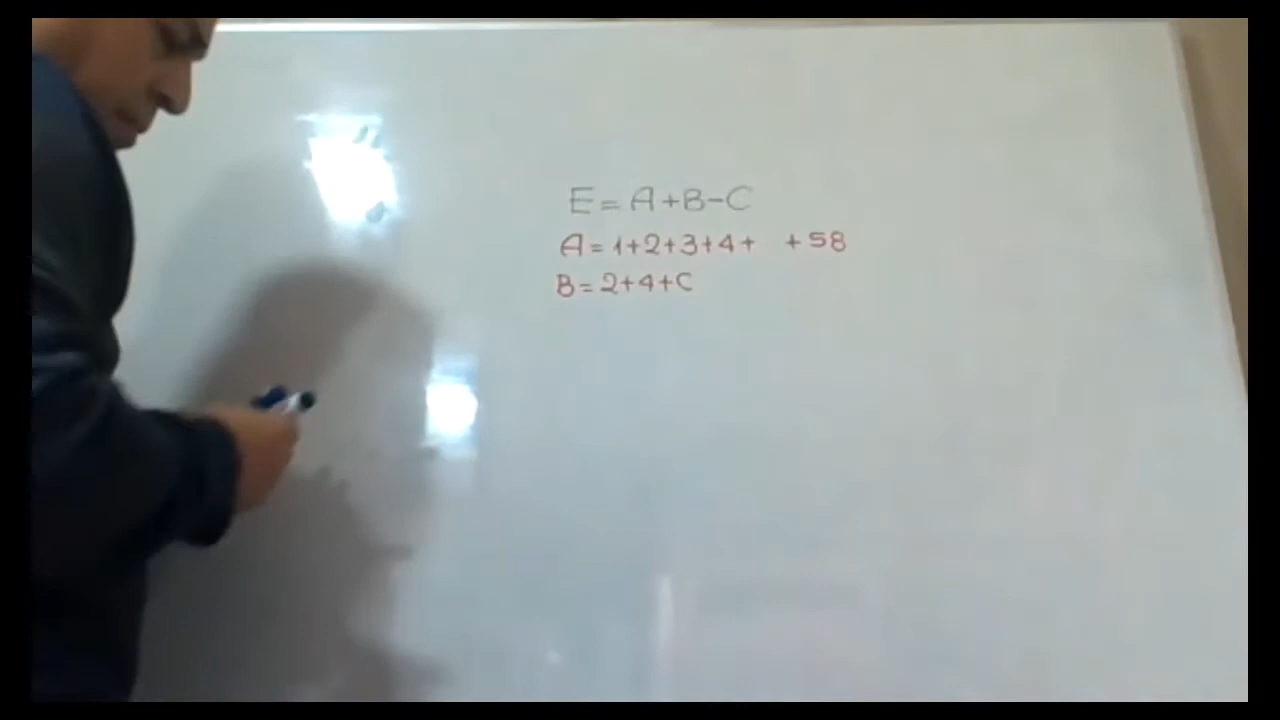 E = A+B-C
A = 1+2+3+4+ +58
B = 2+4+C